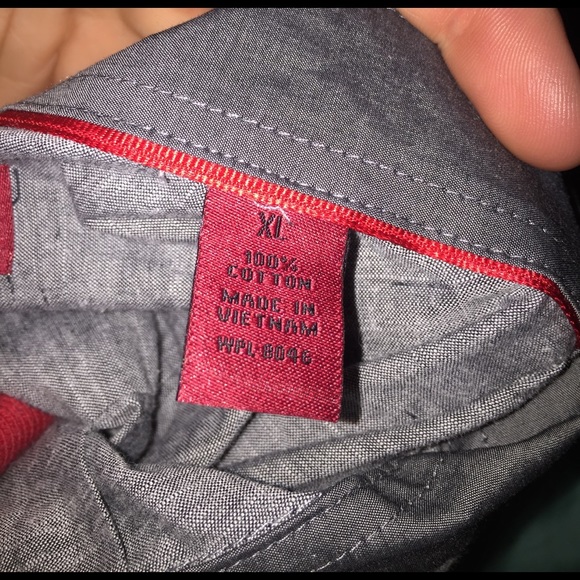 XL
100%
COTTON
MADE IN
VIETNAM
WPL 8046